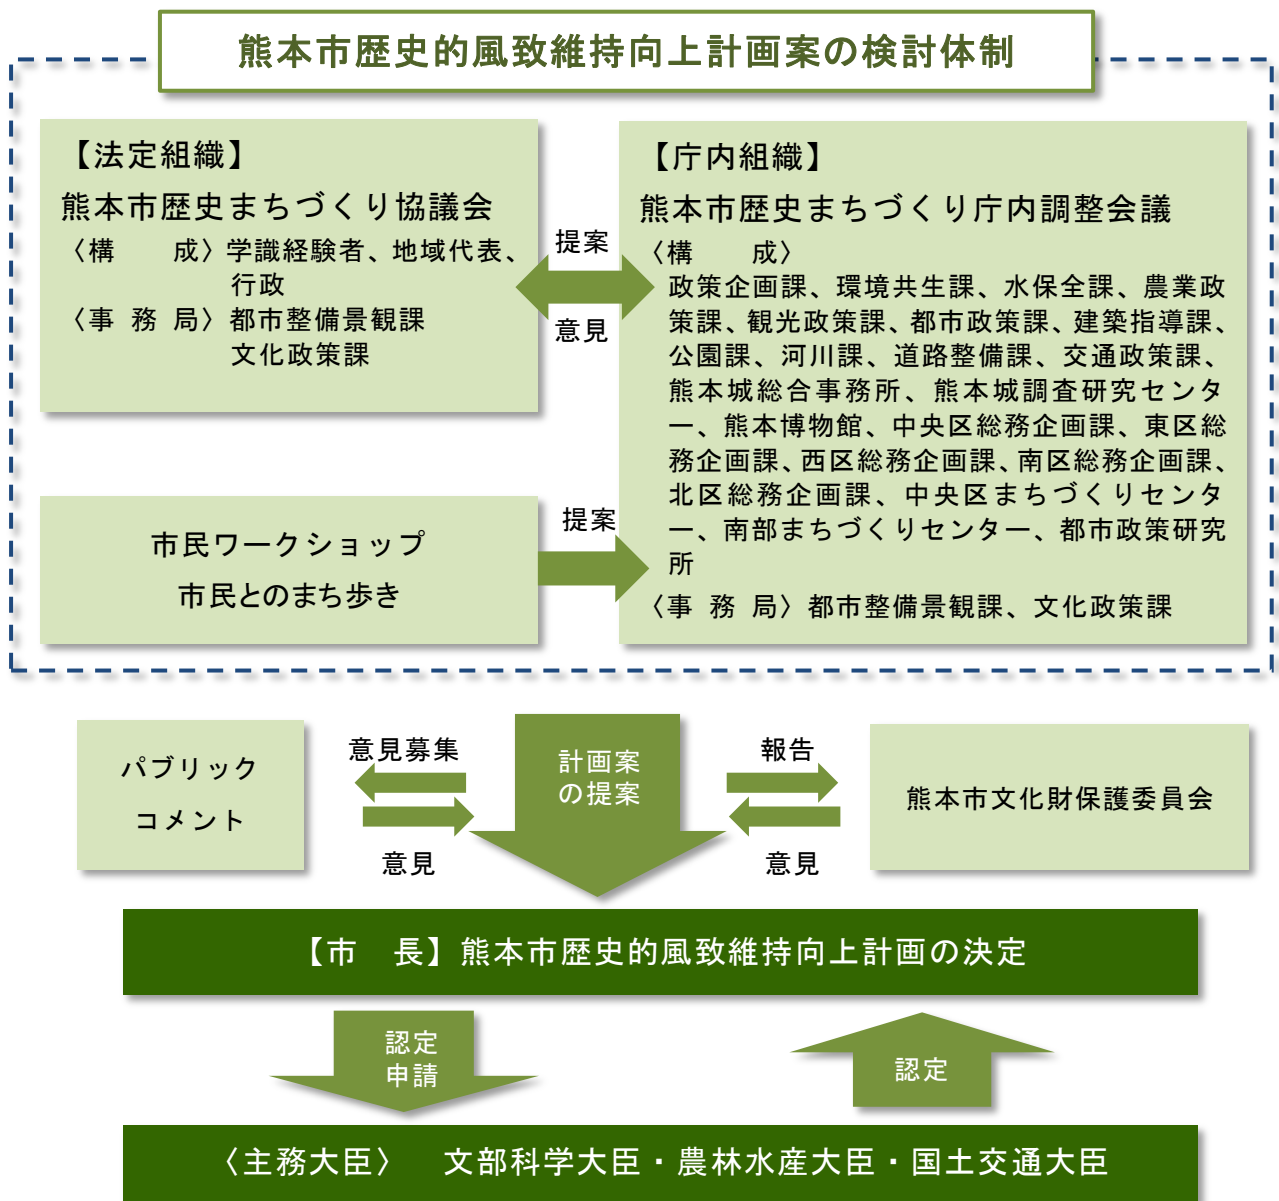 熊本市歴史的風致維持向上計画案の検討体制
【法定組織】
熊本市歴史まちづくり協議会
〈構　　成〉学識経験者、地域代表、
行政
〈事 務 局〉都市整備景観課
文化政策課
提案
意見
【庁内組織】
熊本市歴史まちづくり庁内調整会議
〈構　　成〉
政策企画課、環境共生課、水保全課、農業政
策課、観光政策課、都市政策課、建築指導課、
公園課、河川課、道路整備課、交通政策課、
熊本城総合事務所、熊本城調査研究センタ
ー、熊本博物館、中央区総務企画課、東区総
務企画課、西区総務企画課、南区総務企画課、
北区総務企画課、中央区まちづくりセンタ
ー、南部まちづくりセンター、都市政策研究
所
〈事 務 局〉都市整備景観課、文化政策課
市民ワークショップ
市民とのまち歩き
提案
パブリック
コメント
意見募集
意見
計画案
の提案
報告
意見
熊本市文化財保護委員会
【市　長】熊本市歴史的風致維持向上計画の決定
認定
申請
認定
〈主務大臣〉　文部科学大臣・農林水産大臣・国土交通大臣